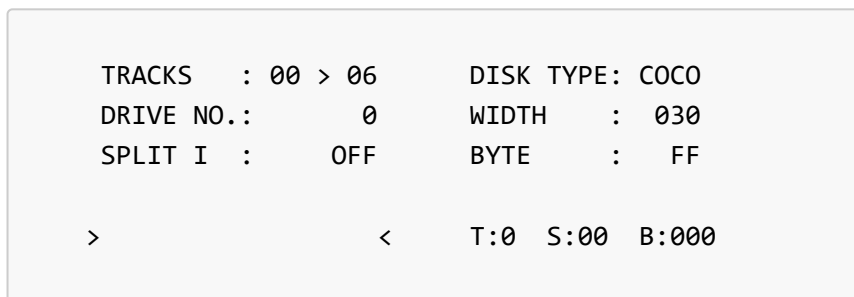 TRACKS   : 00 > 06     DISK TYPE: COCO
DRIVE NO.:       0     WIDTH    :  030
SPLIT I  :     OFF     BYTE     :   FF
>                <     T:0  S:00  B:000